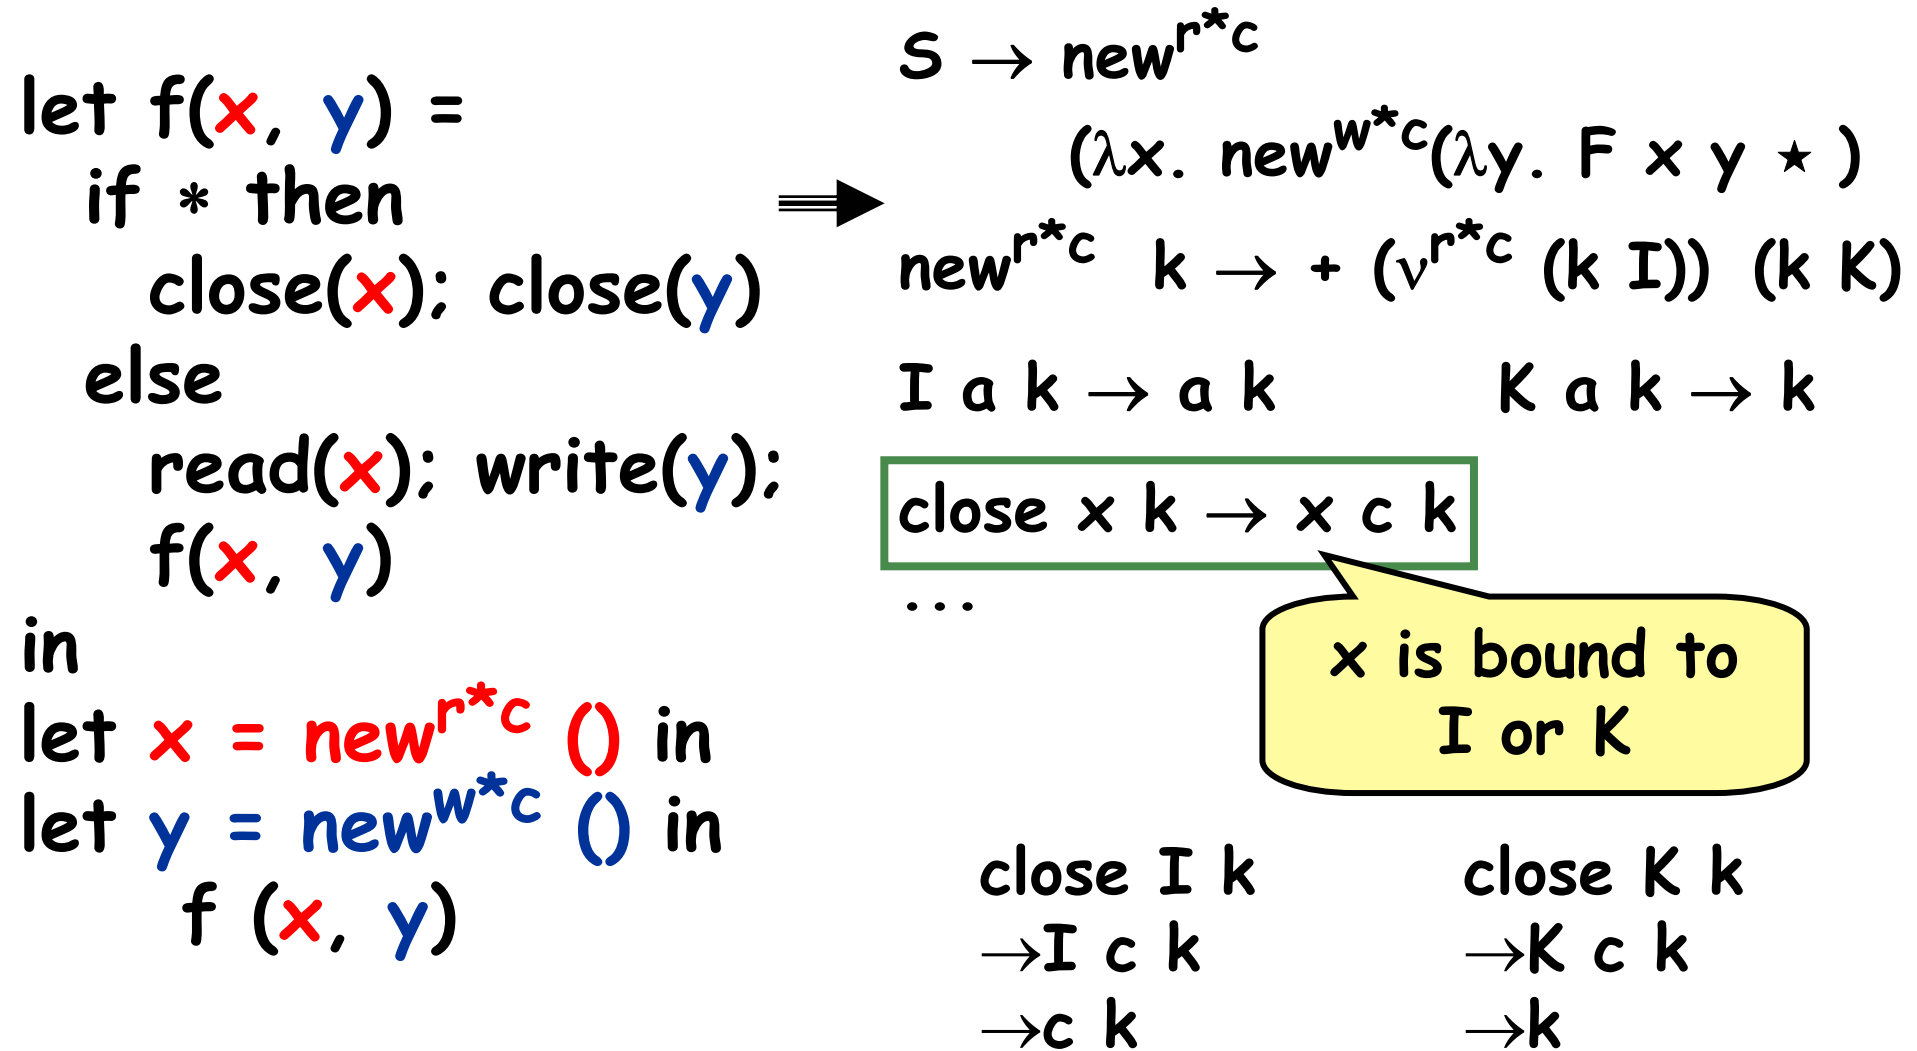 let f(x, y) =
if * then
close(x); close(y)
else
read(x); write(y);
f(x, y)
in
let x = new^{r*c} () in
let y = new^{w*c} () in
f (x, y)
S → new^{r*c}
(λx. new^{w*c}(λy. F x y ★ )
new^{r*c} k → + (ν^{r*c} (k I)) (k K)
I a k → a k
K a k → k
close x k → x c k
...
x is bound to
I or K
close I k
→I c k
→c k
close K k
→K c k
→k